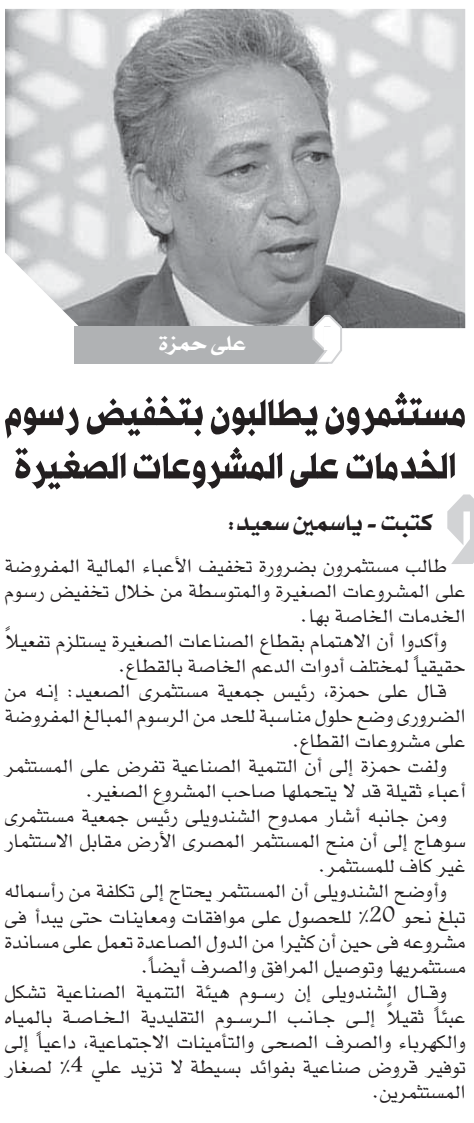 على حمزة
مستثمرون يطالبون بتخفيض رسوم
الخدمات على المشروعات الصغيرة
كتبت - ياسمين سعيد:
طالب مستثمرون بضرورة تخفيف الأعباء المالية المفروضة
على المشروعات الصغيرة والمتوسطة من خلال تخفيض رسوم
الخدمات الخاصة بها.
وأكدوا أن الاهتمام بقطاع الصناعات الصغيرة يستلزم تفعيلاً
حقيقياً لمختلف أدوات الدعم الخاصة بالقطاع.
قال على حمزة، رئيس جمعية مستثمرى الصعيد: إنه من
الضرورى وضع حلول مناسبة للحد من الرسوم المبالغ المفروضة
على مشروعات القطاع.
ولفت حمزة إلى أن التنمية الصناعية تفرض على المستثمر
أعباء ثقيلة قد لا يتحملها صاحب المشروع الصغير.
ومن جانبه أشار ممدوح الشندويلى رئيس جمعية مستثمرى
سوهاج إلى أن منح المستثمر المصرى الأرض مقابل الاستثمار
غير كاف للمستثمر.
وأوضح الشندويلى أن المستثمر يحتاج إلى تكلفة من رأسماله
تبلغ نحو 20٪ للحصول على موافقات ومعاينات حتى يبدأ فى
مشروعه فى حين أن كثيرا من الدول الصاعدة تعمل على مساندة
مستثمريها وتوصيل المرافق والصرف أيضاً.
وقال الشندويلى إن رسوم هيئة التنمية الصناعية تشكل
عبئاً ثقيلاً إلى جانب الرسوم التقليدية الخاصة بالمياه
والكهرباء والصرف الصحى والتأمينات الاجتماعية، داعياً إلى
توفير قروض صناعية بفوائد بسيطة لا تزيد علي 4٪ لصغار
المستثمرين.